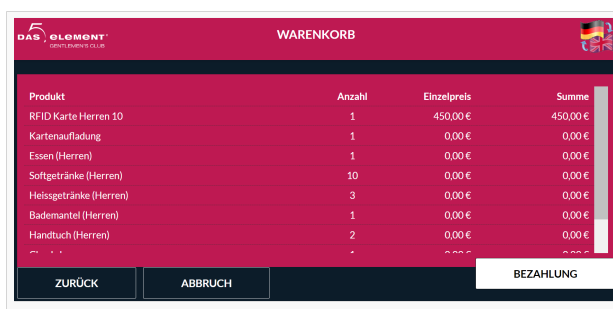 5
DAS ELEMENT
GENTLEMEN'S CLUB
WARENKORB
Produkt Anzahl Einzelpreis Summe
RFID Karte Herren 10 1 450,00 € 450,00 €
Kartenaufladung 1 0,00 € 0,00 €
Essen (Herren) 1 0,00 € 0,00 €
Softgetränke (Herren) 10 0,00 € 0,00 €
Heissgetränke (Herren) 3 0,00 € 0,00 €
Bademantel (Herren) 1 0,00 € 0,00 €
Handtuch (Herren) 2 0,00 € 0,00 €
ZURÜCK ABBRUCH BEZAHLUNG